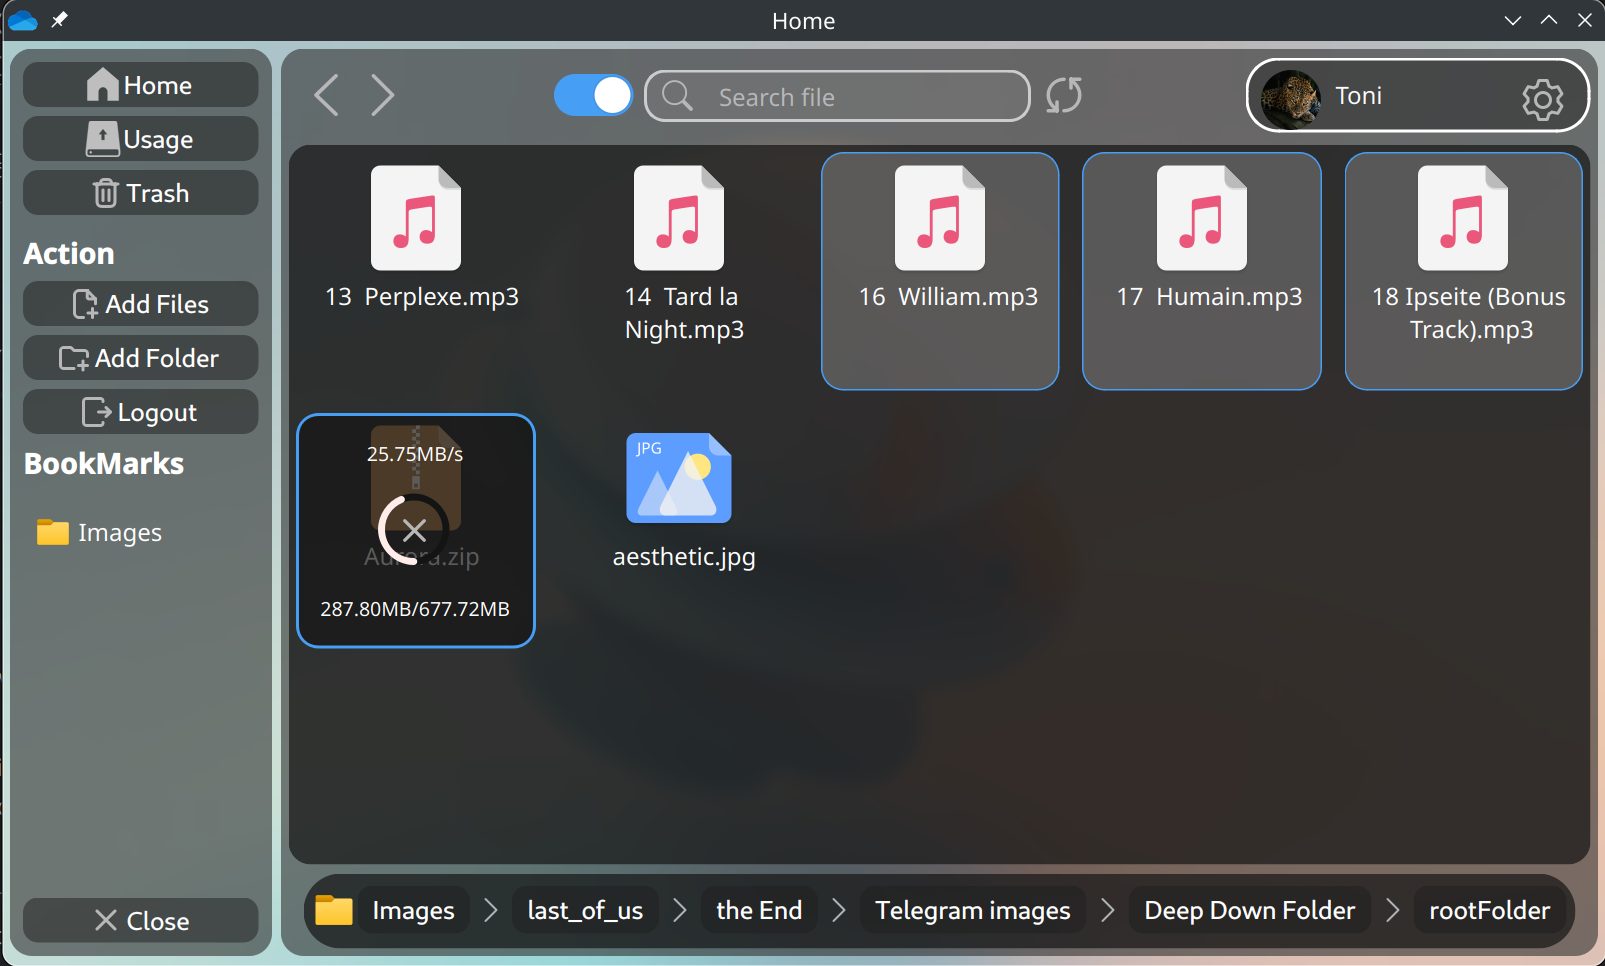 Home
Home
Usage
Trash
Action
Add Files
Add Folder
Logout
BookMarks
Images
Close
Search file
Toni
13  Perplexe.mp3
14  Tard la
Night.mp3
16  William.mp3
17  Humain.mp3
18 Ipseite (Bonus
Track).mp3
25.75MB/s
Aurora.zip
287.80MB/677.72MB
JPG
aesthetic.jpg
Images
last_of_us
the End
Telegram images
Deep Down Folder
rootFolder